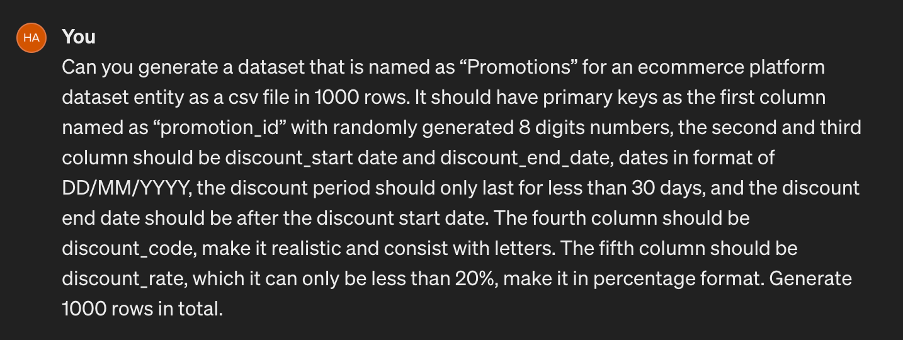 HA
You
Can you generate a dataset that is named as “Promotions” for an ecommerce platform
dataset entity as a csv file in 1000 rows. It should have primary keys as the first column
named as “promotion_id” with randomly generated 8 digits numbers, the second and third
column should be discount_start date and discount_end_date, dates in format of
DD/MM/YYYY, the discount period should only last for less than 30 days, and the discount
end date should be after the discount start date. The fourth column should be
discount_code, make it realistic and consist with letters. The fifth column should be
discount_rate, which it can only be less than 20%, make it in percentage format. Generate
1000 rows in total.